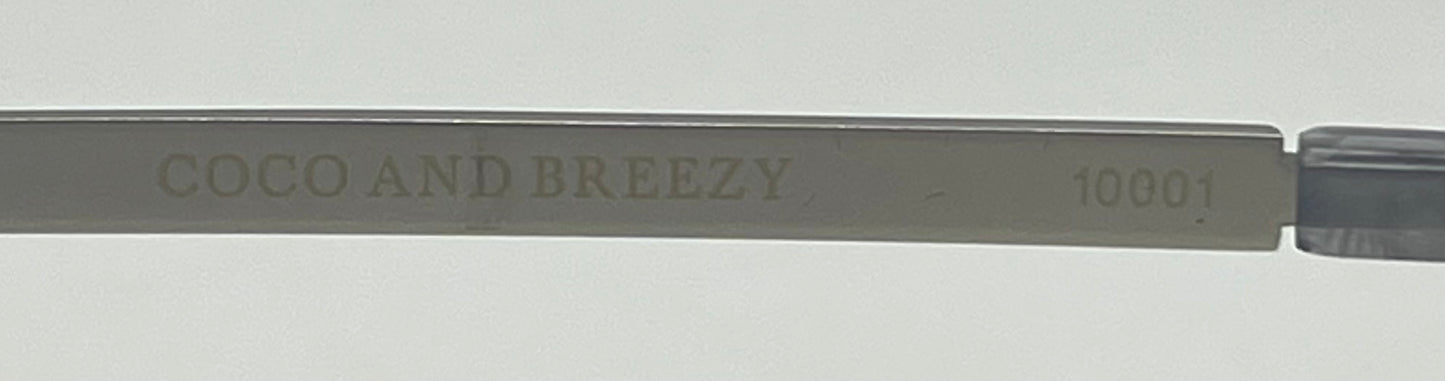 COCO AND BREEZY 10001